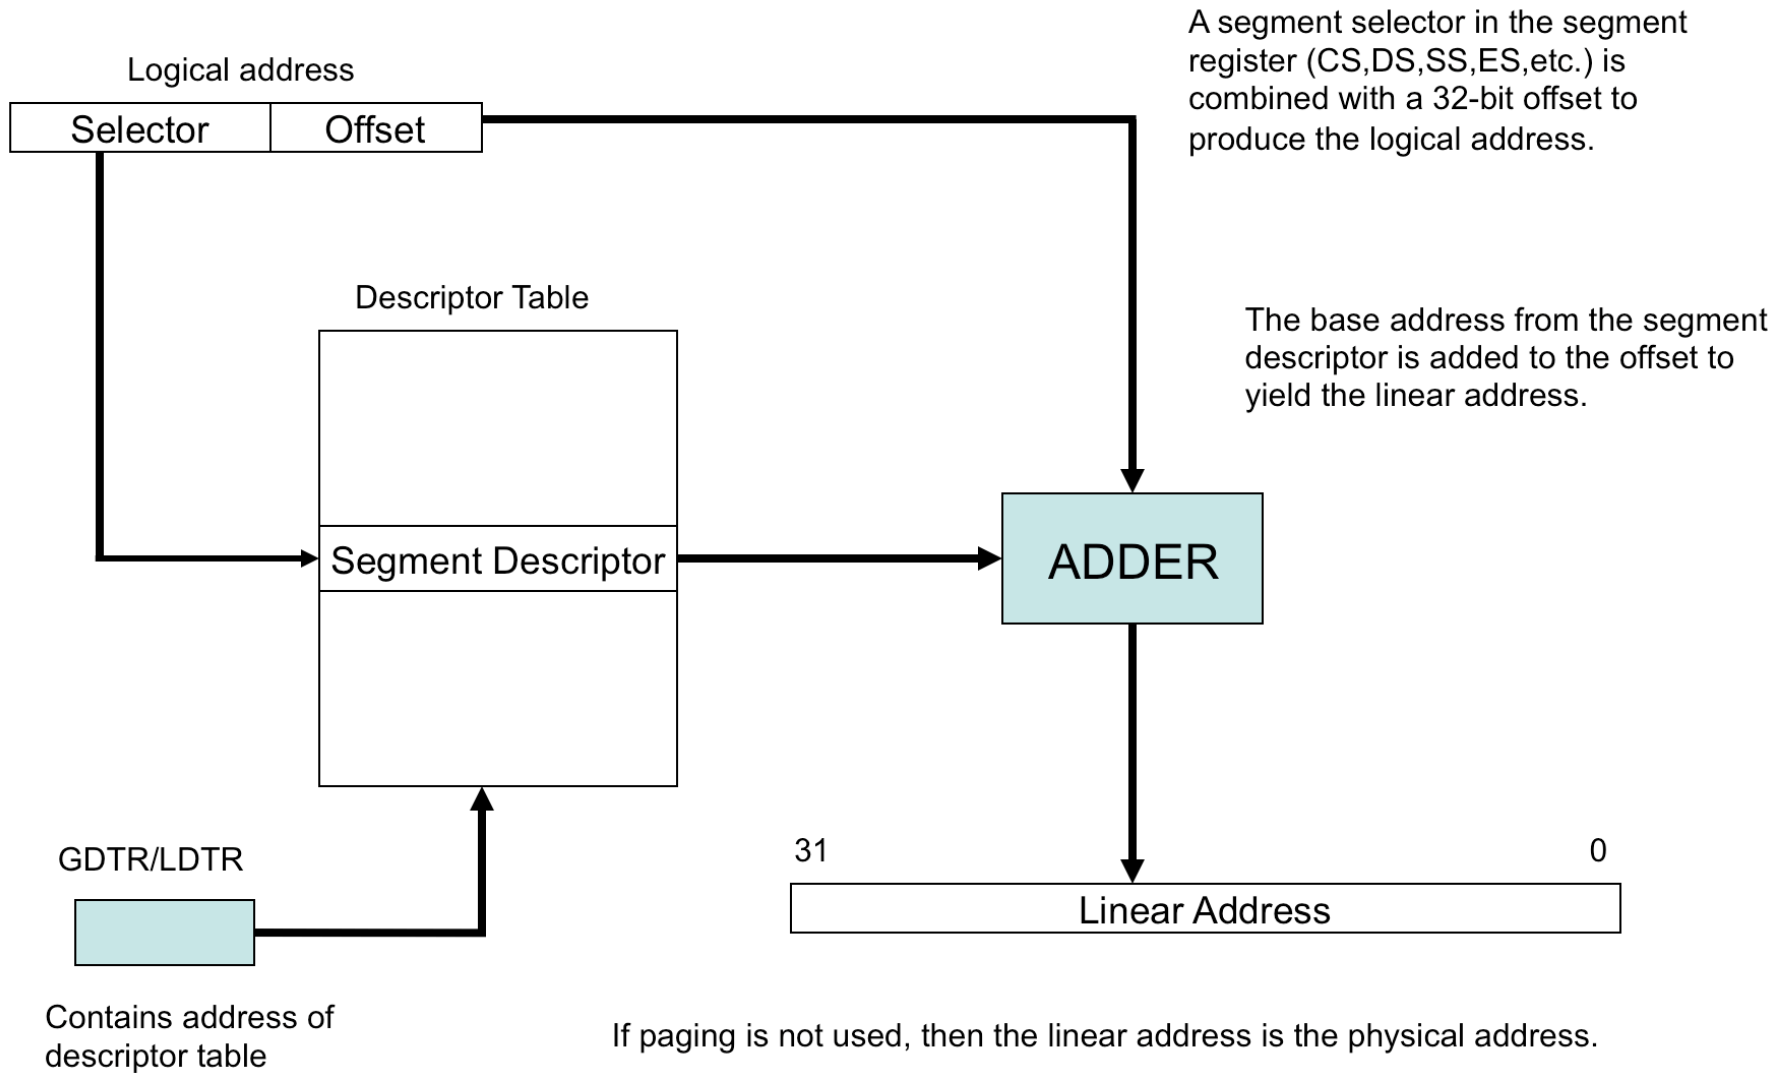 A segment selector in the segment
register (CS,DS,SS,ES,etc.) is
combined with a 32-bit offset to
produce the logical address.
Logical address
Selector
Offset
Descriptor Table
The base address from the segment
descriptor is added to the offset to
yield the linear address.
Segment Descriptor
ADDER
GDTR/LDTR
31
0
Linear Address
Contains address of
descriptor table
If paging is not used, then the linear address is the physical address.